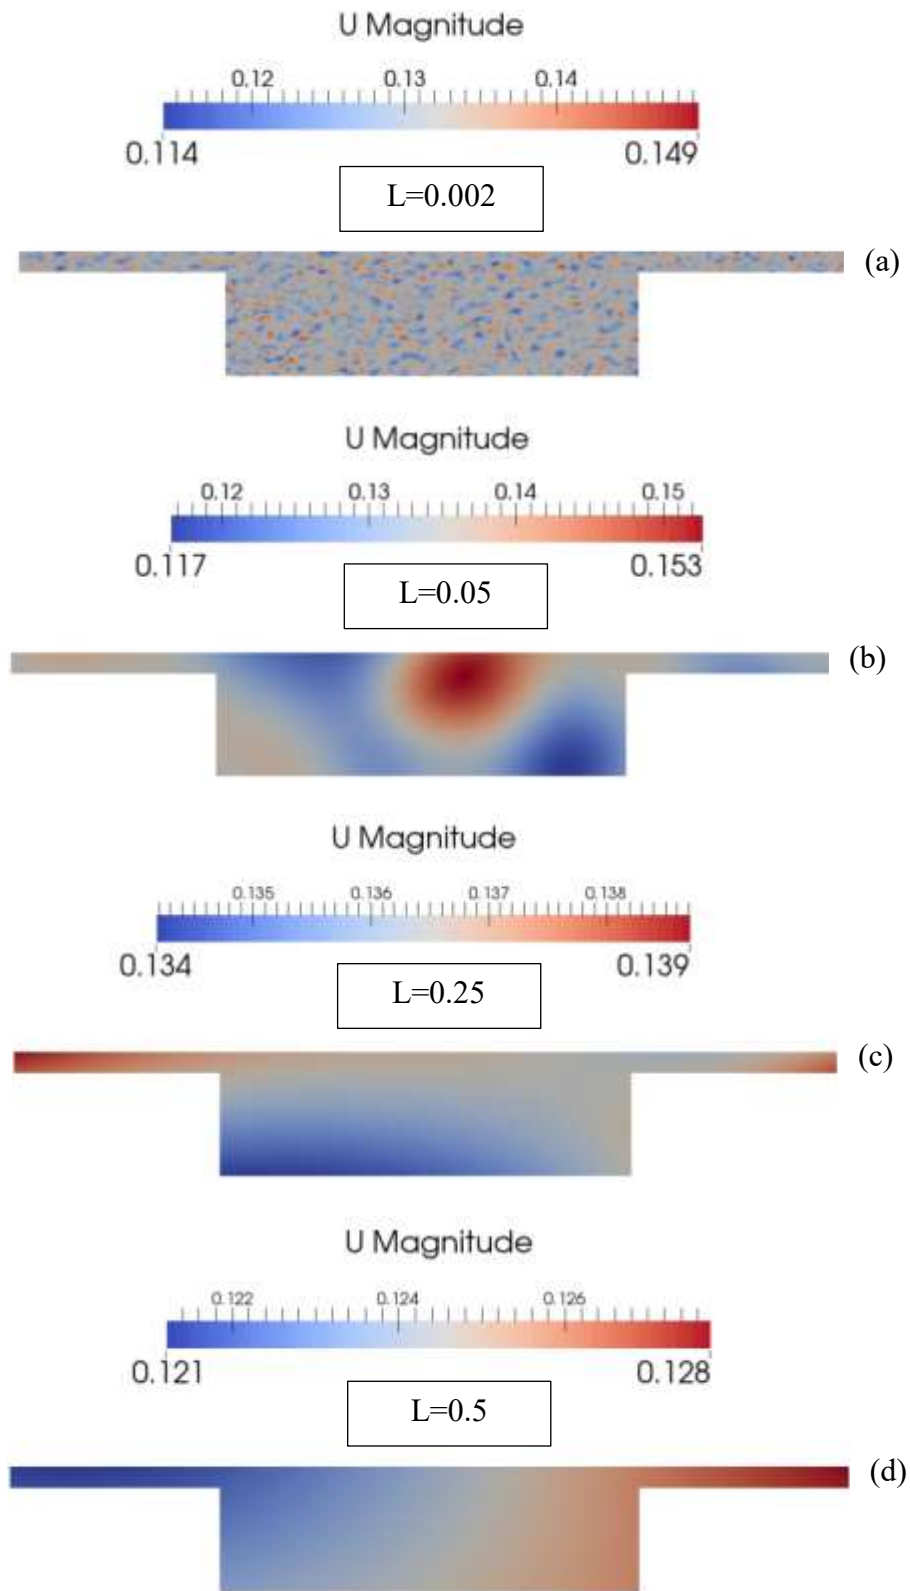 U Magnitude
0.12 0.13 0.14
0.114 0.149
L=0.002
(a)
U Magnitude
0.12 0.13 0.14 0.15
0.117 0.153
L=0.05
(b)
U Magnitude
0.135 0.136 0.137 0.138
0.134 0.139
L=0.25
(c)
U Magnitude
0.122 0.124 0.126
0.121 0.128
L=0.5
(d)